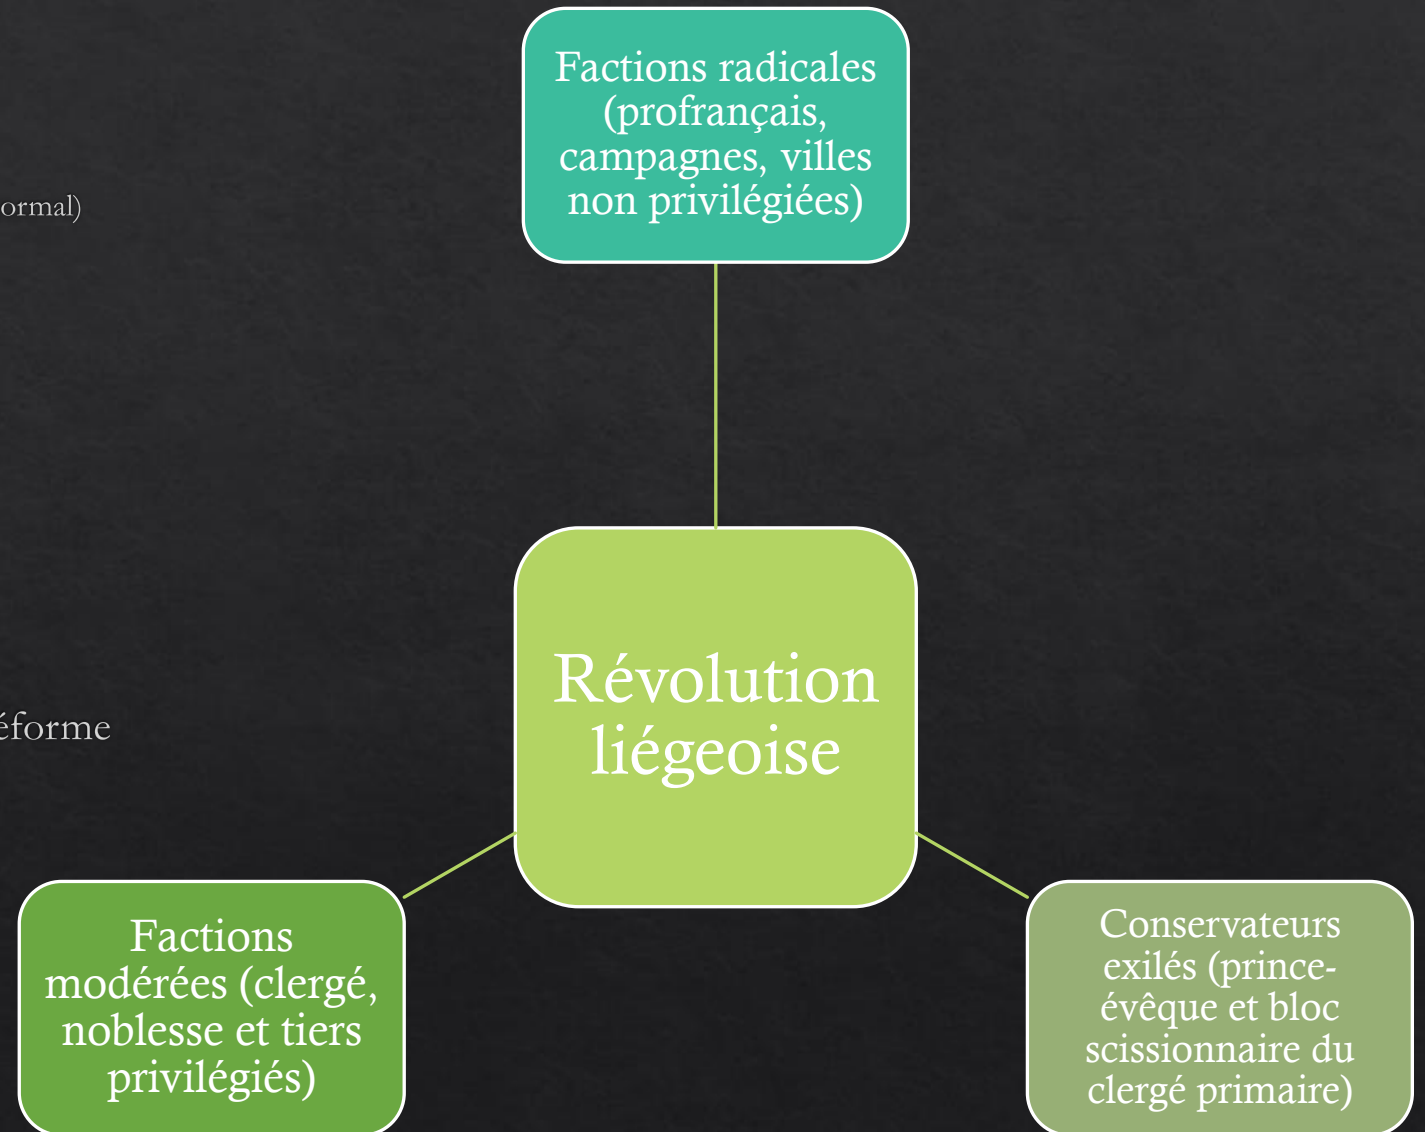 Factions radicales
(profrançais,
campagnes, villes
non privilégiées)
ormal)
Révolution
liégeoise
éforme
Factions
modérées (clergé,
noblesse et tiers
privilégiés)
Conservateurs
exilés (prince-
évêque et bloc
scissionnaire du
clergé primaire)